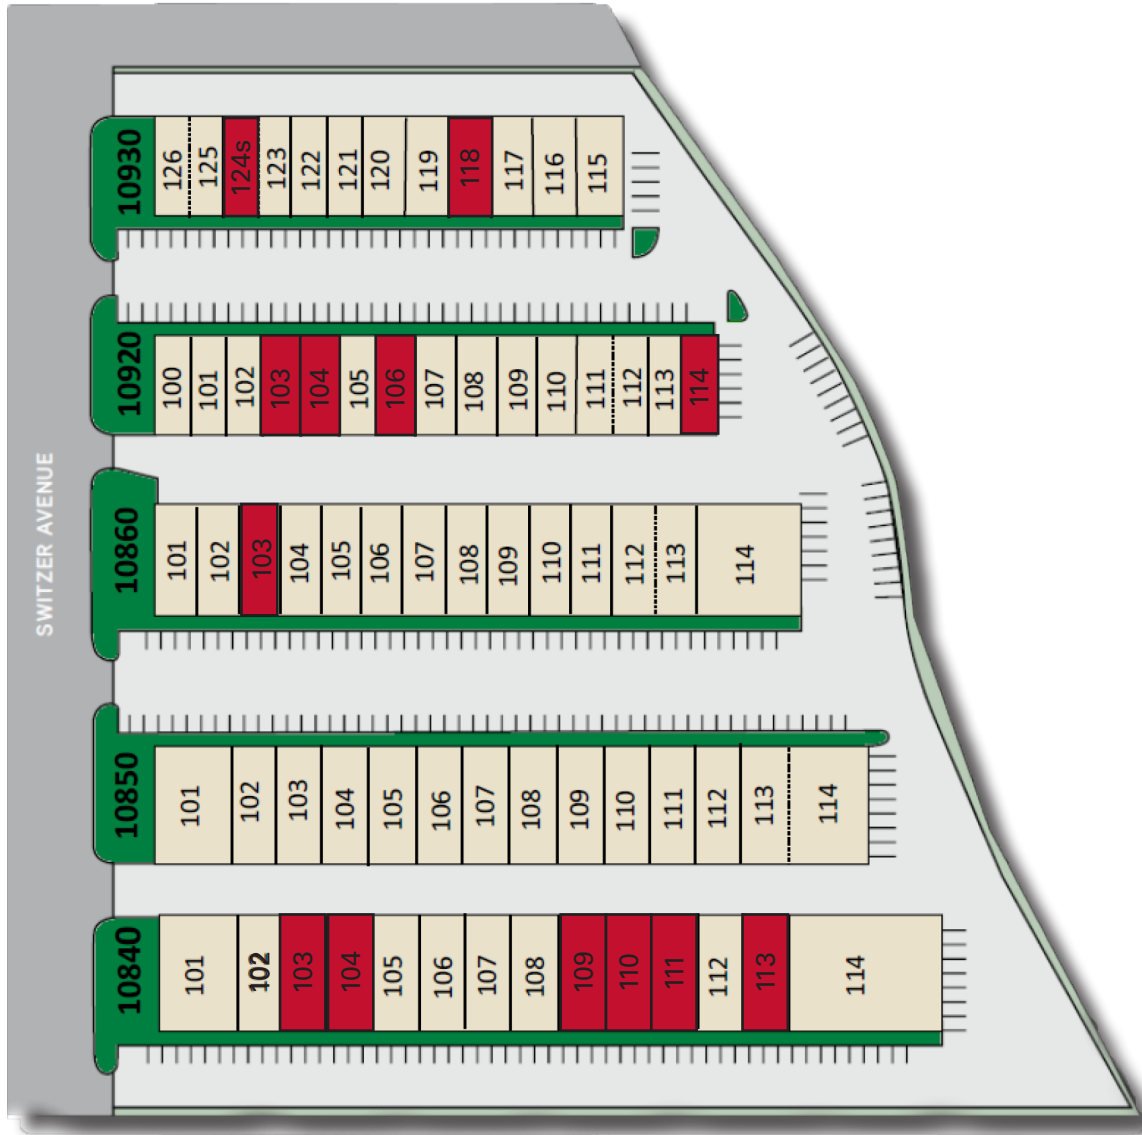 10930 126 125 124s 123 122 121 120 119 118 117 116 115
10920 100 101 102 103 104 105 106 107 108 109 110 111 112 113 114
SWITZER AVENUE
10860 101 102 103 104 105 106 107 108 109 110 111 112 113 114
10850 101 102 103 104 105 106 107 108 109 110 111 112 113 114
10840 101 102 103 104 105 106 107 108 109 110 111 112 113 114